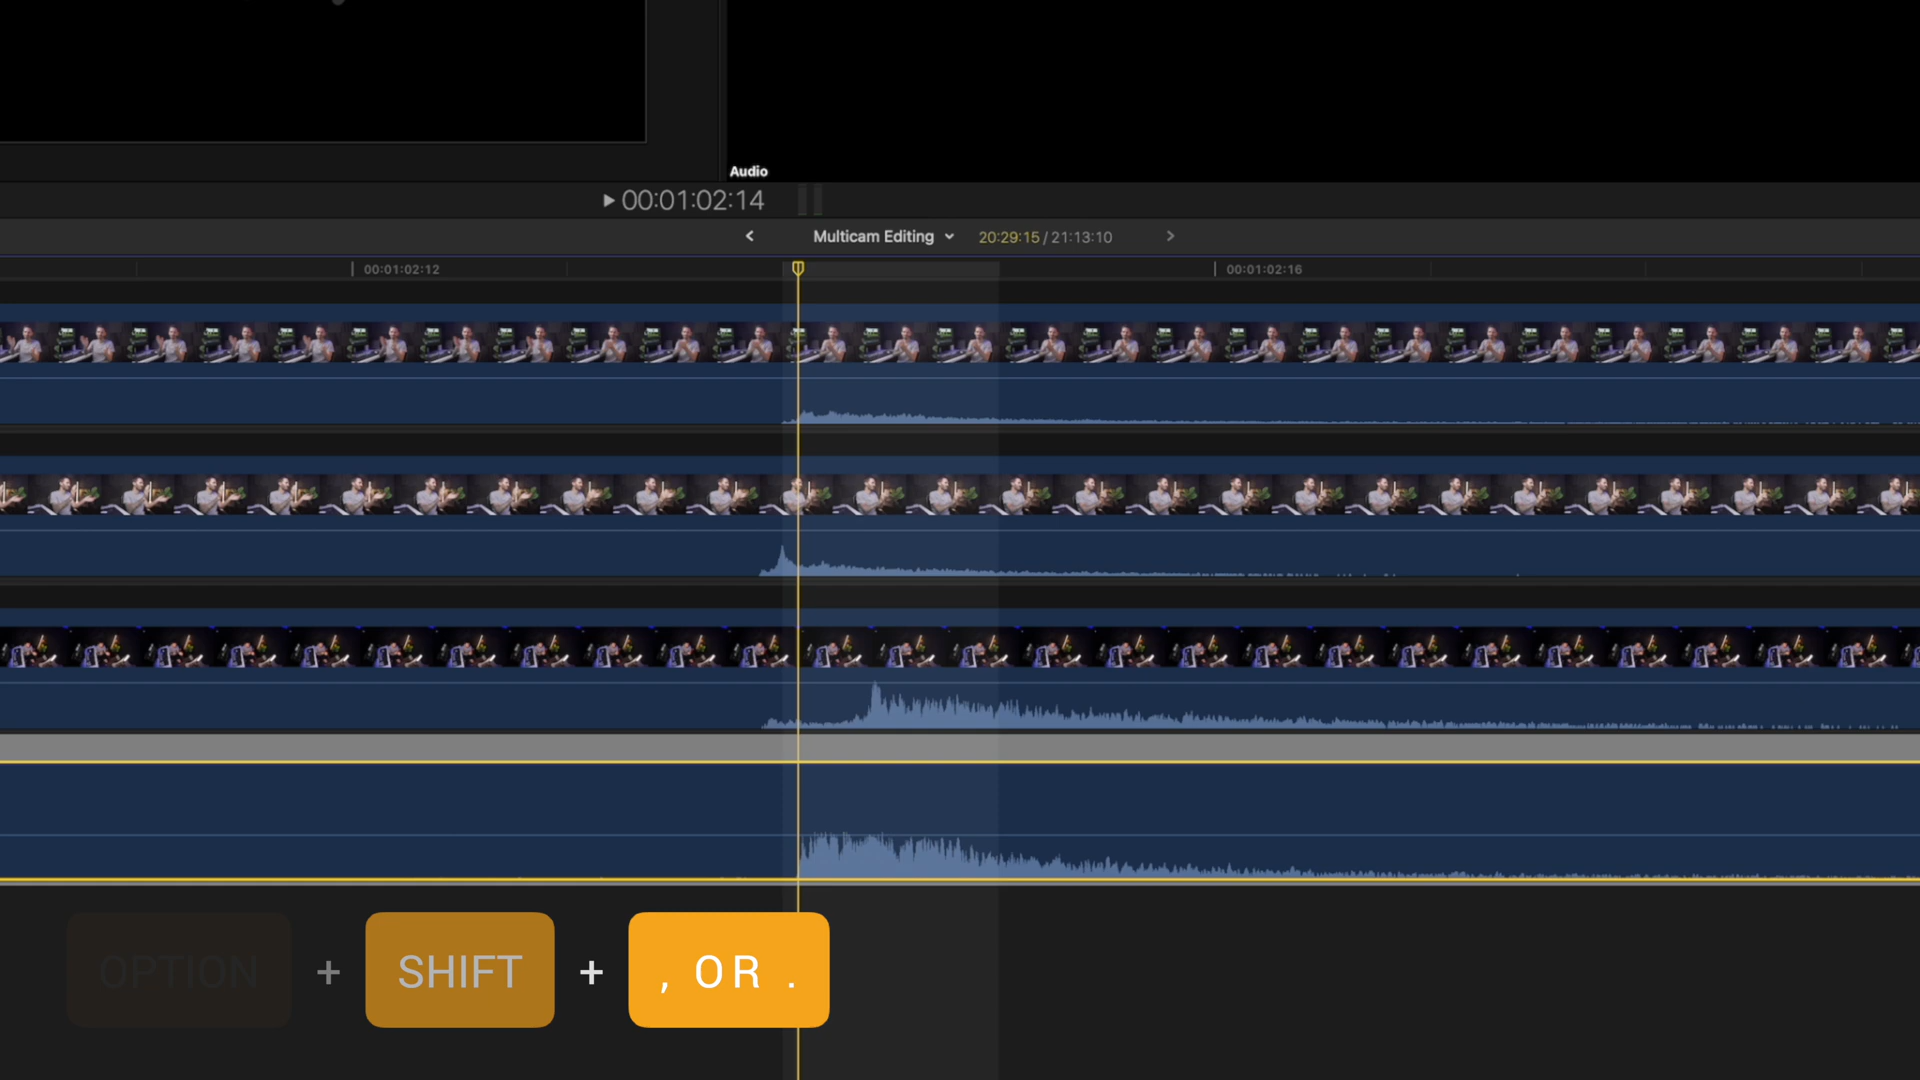 Audio
00:01:02:14
Multicam Editing 20:29:15 / 21:13:10
00:01:02:12 00:01:02:16
OPTION + SHIFT + , OR .